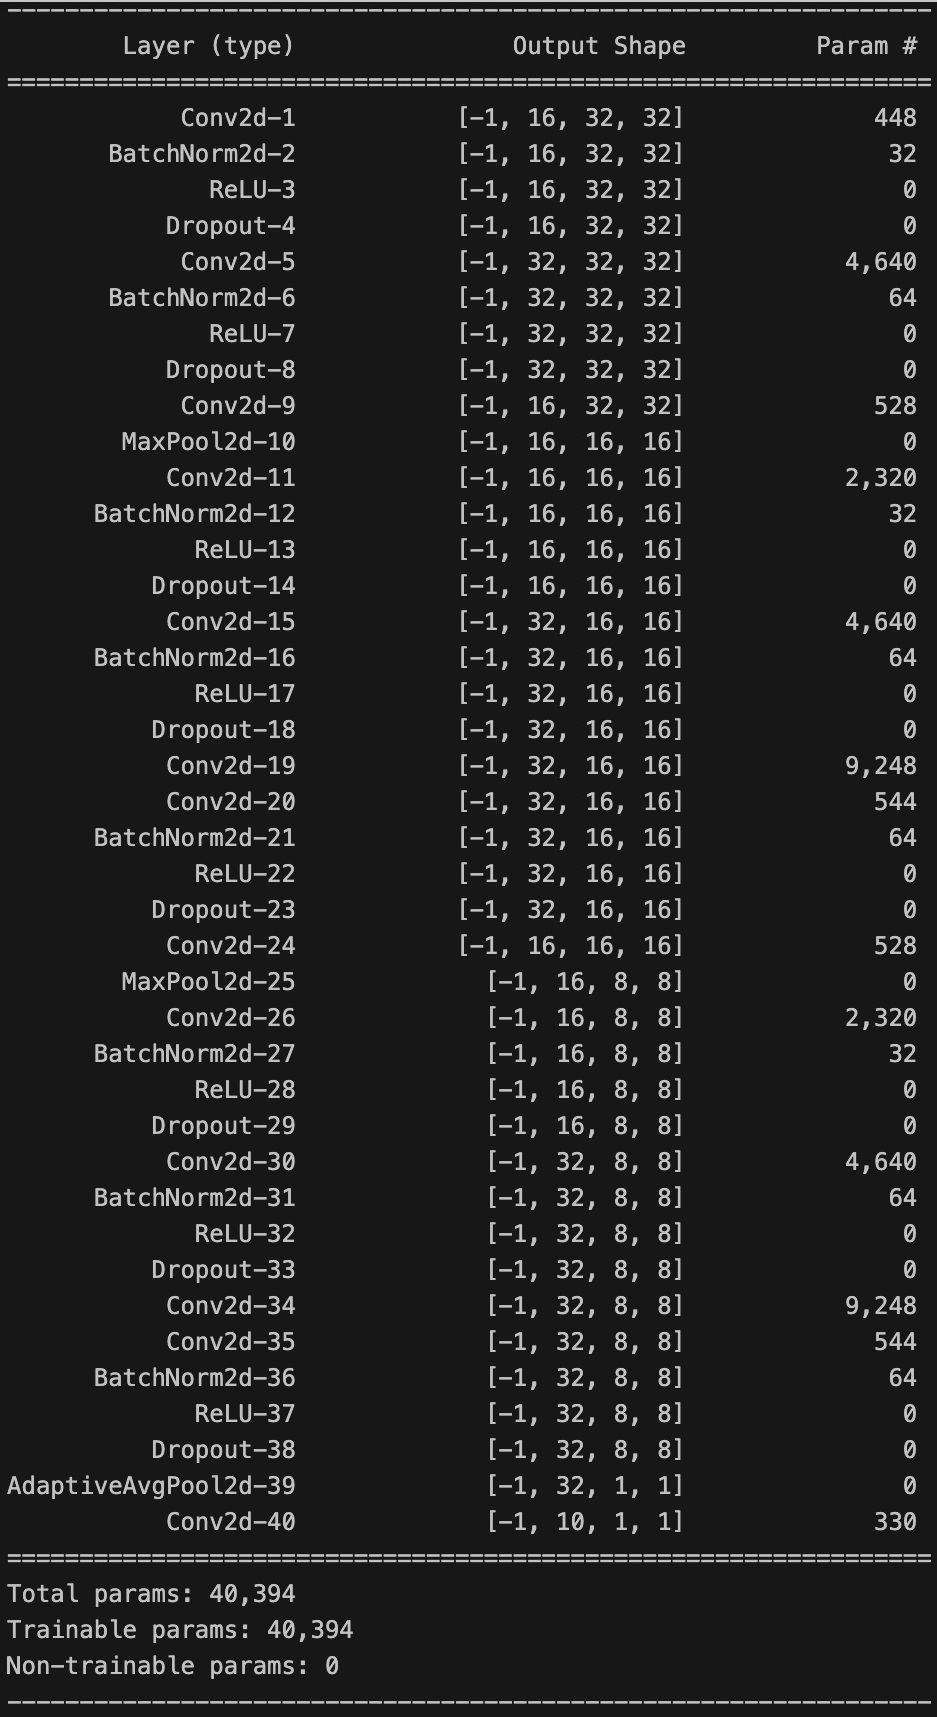 ----------------------------------------------------------------
Layer (type) Output Shape Param #
================================================================
Conv2d-1 [-1, 16, 32, 32] 448
BatchNorm2d-2 [-1, 16, 32, 32] 32
ReLU-3 [-1, 16, 32, 32] 0
Dropout-4 [-1, 16, 32, 32] 0
Conv2d-5 [-1, 32, 32, 32] 4,640
BatchNorm2d-6 [-1, 32, 32, 32] 64
ReLU-7 [-1, 32, 32, 32] 0
Dropout-8 [-1, 32, 32, 32] 0
Conv2d-9 [-1, 16, 32, 32] 528
MaxPool2d-10 [-1, 16, 16, 16] 0
Conv2d-11 [-1, 16, 16, 16] 2,320
BatchNorm2d-12 [-1, 16, 16, 16] 32
ReLU-13 [-1, 16, 16, 16] 0
Dropout-14 [-1, 16, 16, 16] 0
Conv2d-15 [-1, 32, 16, 16] 4,640
BatchNorm2d-16 [-1, 32, 16, 16] 64
ReLU-17 [-1, 32, 16, 16] 0
Dropout-18 [-1, 32, 16, 16] 0
Conv2d-19 [-1, 32, 16, 16] 9,248
Conv2d-20 [-1, 32, 16, 16] 544
BatchNorm2d-21 [-1, 32, 16, 16] 64
ReLU-22 [-1, 32, 16, 16] 0
Dropout-23 [-1, 32, 16, 16] 0
Conv2d-24 [-1, 16, 16, 16] 528
MaxPool2d-25 [-1, 16, 8, 8] 0
Conv2d-26 [-1, 16, 8, 8] 2,320
BatchNorm2d-27 [-1, 16, 8, 8] 32
ReLU-28 [-1, 16, 8, 8] 0
Dropout-29 [-1, 16, 8, 8] 0
Conv2d-30 [-1, 32, 8, 8] 4,640
BatchNorm2d-31 [-1, 32, 8, 8] 64
ReLU-32 [-1, 32, 8, 8] 0
Dropout-33 [-1, 32, 8, 8] 0
Conv2d-34 [-1, 32, 8, 8] 9,248
Conv2d-35 [-1, 32, 8, 8] 544
BatchNorm2d-36 [-1, 32, 8, 8] 64
ReLU-37 [-1, 32, 8, 8] 0
Dropout-38 [-1, 32, 8, 8] 0
AdaptiveAvgPool2d-39 [-1, 32, 1, 1] 0
Conv2d-40 [-1, 10, 1, 1] 330
================================================================
Total params: 40,394
Trainable params: 40,394
Non-trainable params: 0
----------------------------------------------------------------